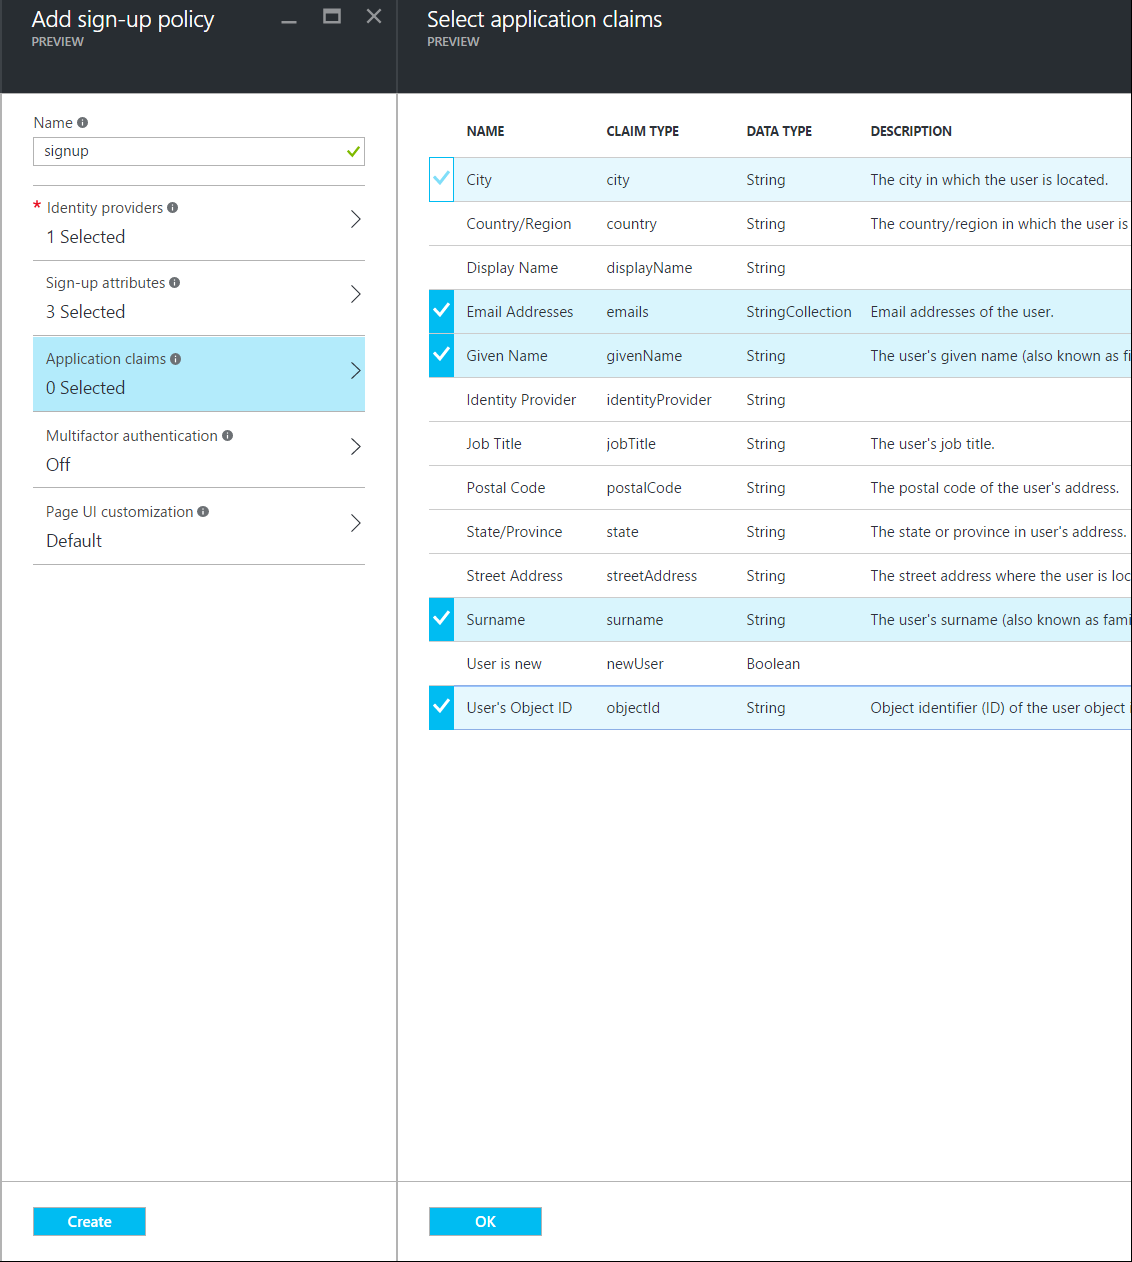 Add sign-up policy
PREVIEW
Name
signup
* Identity providers
1 Selected
Sign-up attributes
3 Selected
Application claims
0 Selected
Multifactor authentication
Off
Page UI customization
Default
Create
Select application claims
PREVIEW
NAME CLAIM TYPE DATA TYPE DESCRIPTION
City city String The city in which the user is located.
Country/Region country String The country/region in which the user is
Display Name displayName String
Email Addresses emails StringCollection Email addresses of the user.
Given Name givenName String The user's given name (also known as fi
Identity Provider identityProvider String
Job Title jobTitle String The user's job title.
Postal Code postalCode String The postal code of the user's address.
State/Province state String The state or province in user's address.
Street Address streetAddress String The street address where the user is loc
Surname surname String The user's surname (also known as fami
User is new newUser Boolean
User's Object ID objectId String Object identifier (ID) of the user object i
OK